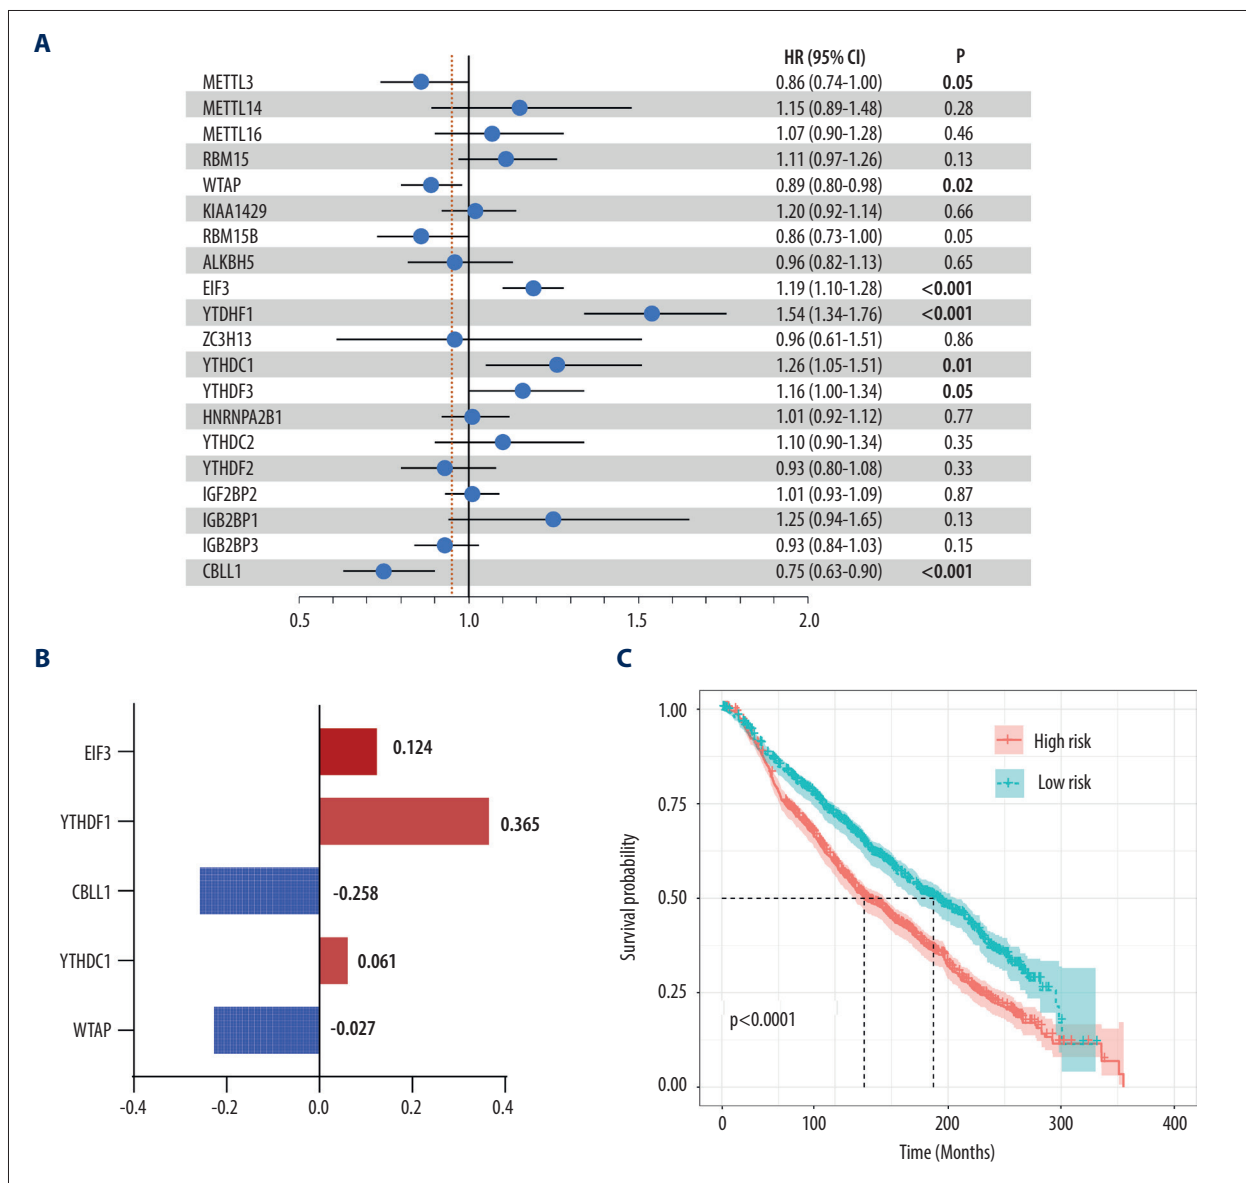 A
HR (95% CI) P
METTL3 0.86 (0.74-1.00) 0.05
METTL14 1.15 (0.89-1.48) 0.28
METTL16 1.07 (0.90-1.28) 0.46
RBM15 1.11 (0.97-1.26) 0.13
WTAP 0.89 (0.80-0.98) 0.02
KIAA1429 1.20 (0.92-1.14) 0.66
RBM15B 0.86 (0.73-1.00) 0.05
ALKBH5 0.96 (0.82-1.13) 0.65
EIF3 1.19 (1.10-1.28) <0.001
YTDHF1 1.54 (1.34-1.76) <0.001
ZC3H13 0.96 (0.61-1.51) 0.86
YTHDC1 1.26 (1.05-1.51) 0.01
YTHDF3 1.16 (1.00-1.34) 0.05
HNRNPA2B1 1.01 (0.92-1.12) 0.77
YTHDC2 1.10 (0.90-1.34) 0.35
YTHDF2 0.93 (0.80-1.08) 0.33
IGF2BP2 1.01 (0.93-1.09) 0.87
IGB2BP1 1.25 (0.94-1.65) 0.13
IGB2BP3 0.93 (0.84-1.03) 0.15
CBLL1 0.75 (0.63-0.90) <0.001
0.5 1.0 1.5 2.0
B
EIF3 0.124
YTHDF1 0.365
CBLL1 -0.258
YTHDC1 0.061
WTAP -0.027
-0.4 -0.2 0.0 0.2 0.4
C
Survival probability
1.00
0.75
0.50
0.25
0.00
High risk
Low risk
p<0.0001
0 100 200 300 400
Time (Months)